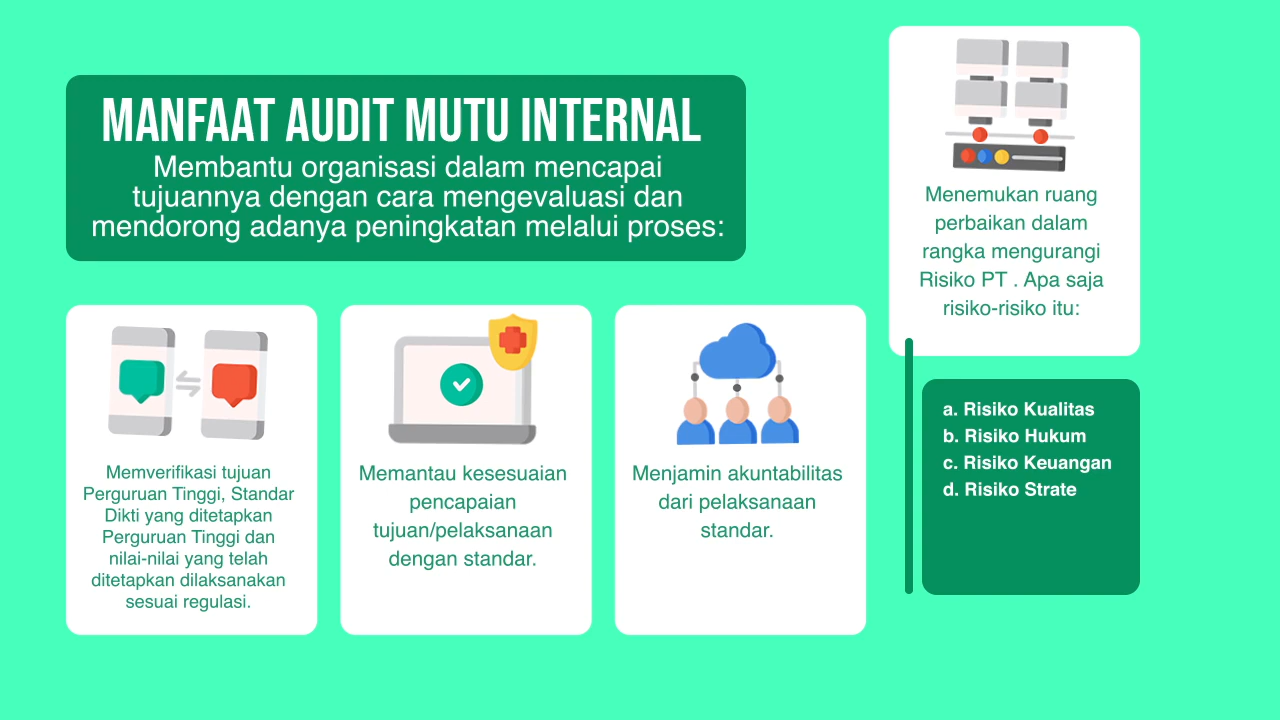 MANFAAT AUDIT MUTU INTERNAL
Membantu organisasi dalam mencapai
tujuannya dengan cara mengevaluasi dan
mendorong adanya peningkatan melalui proses:
Memverifikasi tujuan
Perguruan Tinggi, Standar
Dikti yang ditetapkan
Perguruan Tinggi dan
nilai-nilai yang telah
ditetapkan dilaksanakan
sesuai regulasi.
Memantau kesesuaian
pencapaian
tujuan/pelaksanaan
dengan standar.
Menjamin akuntabilitas
dari pelaksanaan
standar.
Menemukan ruang
perbaikan dalam
rangka mengurangi
Risiko PT . Apa saja
risiko-risiko itu:
a. Risiko Kualitas
b. Risiko Hukum
c. Risiko Keuangan
d. Risiko Strate